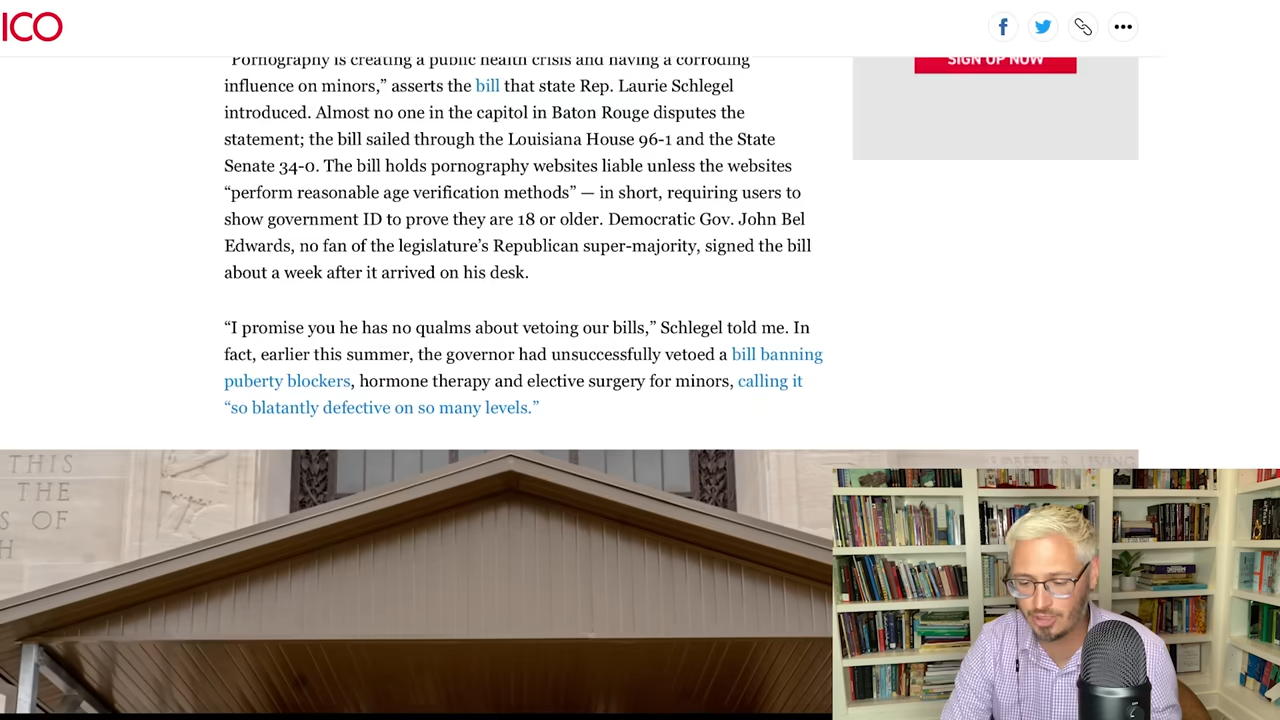 ICO
SIGN UP NOW
“Pornography is creating a public health crisis and having a corroding
influence on minors,” asserts the bill that state Rep. Laurie Schlegel
introduced. Almost no one in the capitol in Baton Rouge disputes the
statement; the bill sailed through the Louisiana House 96-1 and the State
Senate 34-0. The bill holds pornography websites liable unless the websites
“perform reasonable age verification methods” — in short, requiring users to
show government ID to prove they are 18 or older. Democratic Gov. John Bel
Edwards, no fan of the legislature’s Republican super-majority, signed the bill
about a week after it arrived on his desk.
“I promise you he has no qualms about vetoing our bills,” Schlegel told me. In
fact, earlier this summer, the governor had unsuccessfully vetoed a bill banning
puberty blockers, hormone therapy and elective surgery for minors, calling it
“so blatantly defective on so many levels.”
THIS
THE
S OF
H